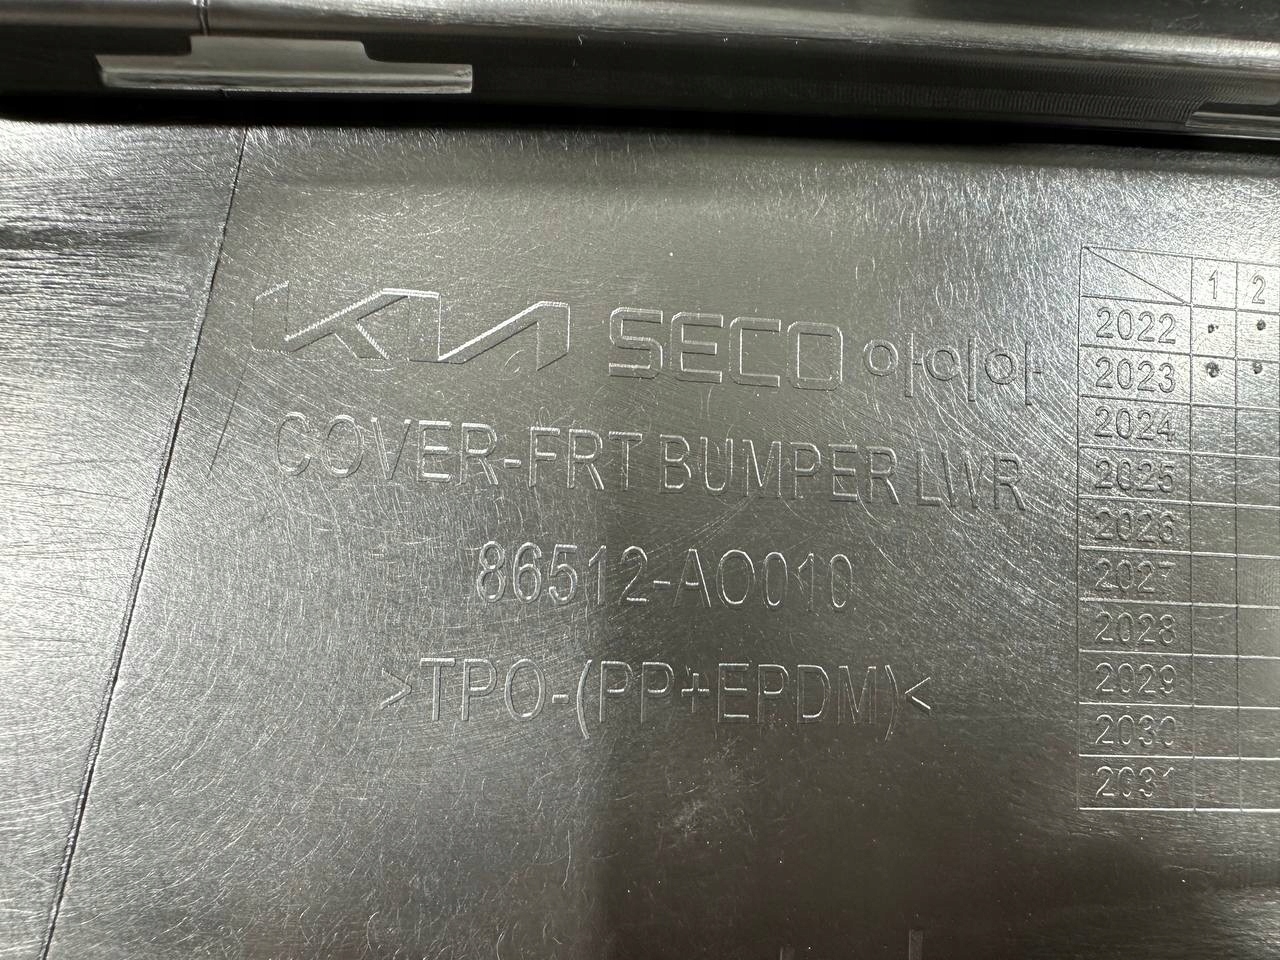 KIA SECO 아이아
COVER-FRT BUMPER LWR
86512-AO010
>TPO-(PP+EPDM)<
1 2
2022
2023
2024
2025
2026
2027
2028
2029
2030
2031